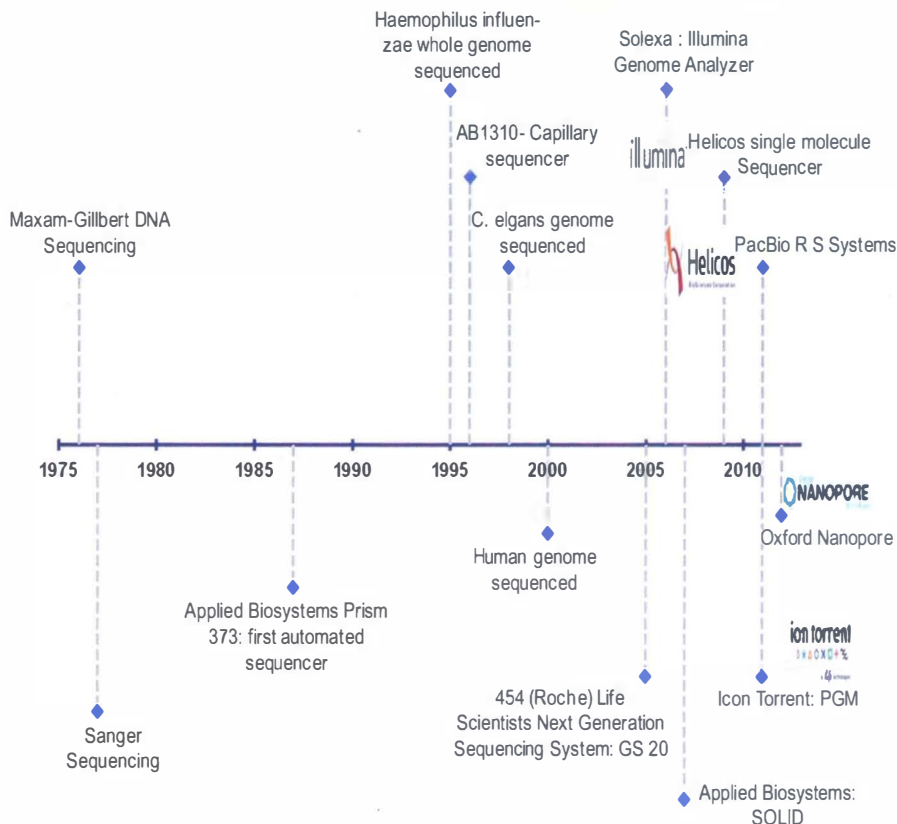 Haemophilus influen-
zae whole genome
sequenced
Solexa : Illumina
Genome Analyzer
AB1310- Capillary
sequencer
illumina
Helicos single molecule
Sequencer
Maxam-Gillbert DNA
Sequencing
C. elgans genome
sequenced
Helicos
PacBio R S Systems
1975 1980 1985 1990 1995 2000 2005 2010
NANOPORE
Oxford Nanopore
Human genome
sequenced
Applied Biosystems Prism
373: first automated
sequencer
ion torrent
454 (Roche) Life
Scientists Next Generation
Sequencing System: GS 20
Icon Torrent: PGM
Sanger
Sequencing
Applied Biosystems:
SOLID